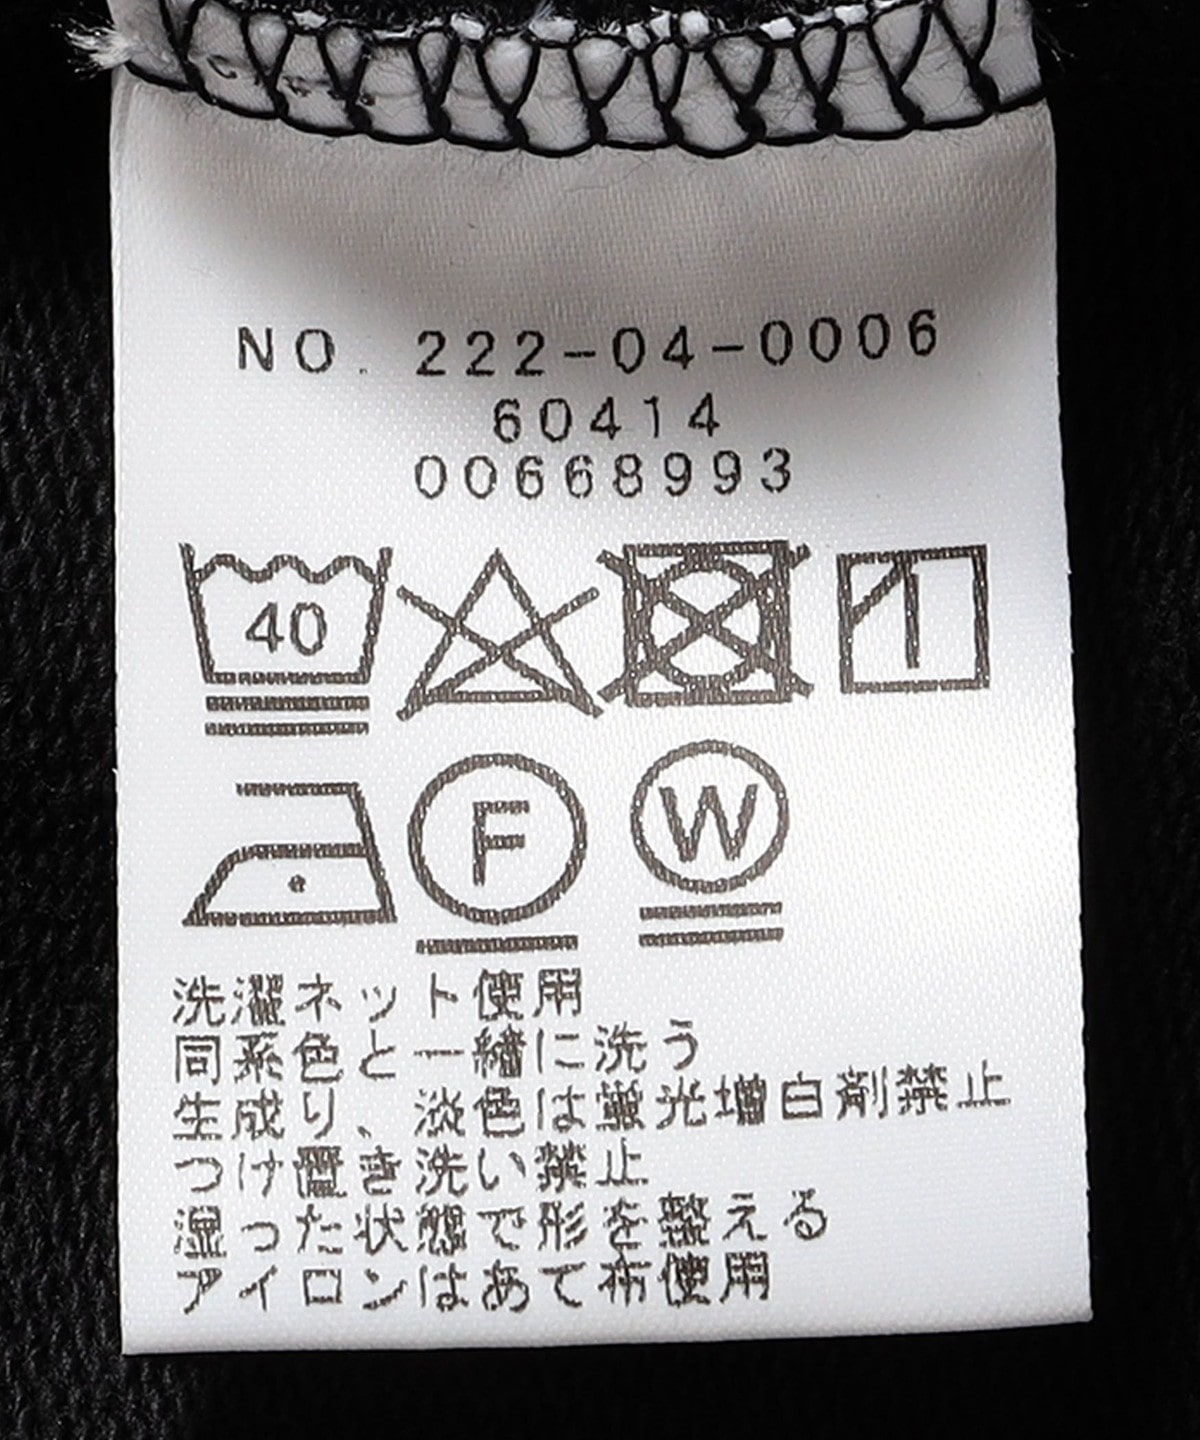 NO. 222-04-0006
60414
00668993
40
F W
洗濯ネット使用
同系色と一緒に洗う
生成り、淡色は蛍光増白剤禁止
つけ置き洗い禁止
湿った状態で形を整える
アイロンはあて布使用